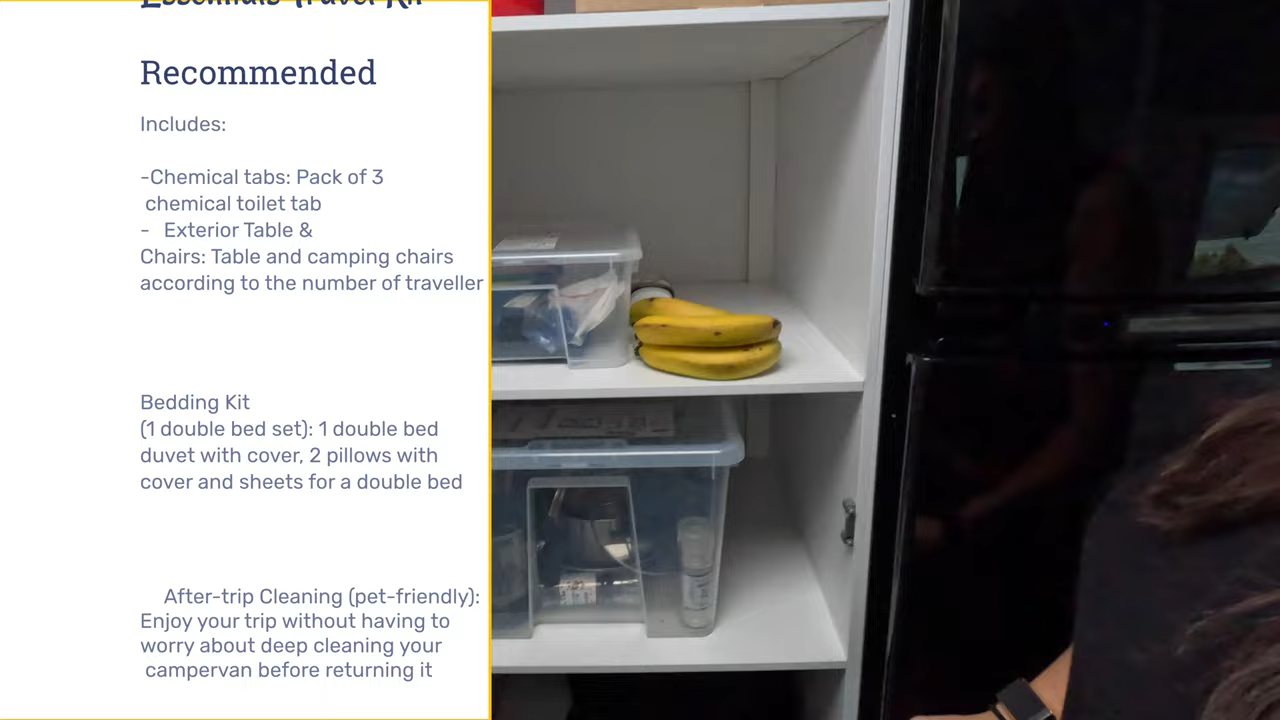 Essentials Travel Kit
Recommended
Includes:
-Chemical tabs: Pack of 3
chemical toilet tab
- Exterior Table &
Chairs: Table and camping chairs
according to the number of traveller
Bedding Kit
(1 double bed set): 1 double bed
duvet with cover, 2 pillows with
cover and sheets for a double bed
After-trip Cleaning (pet-friendly):
Enjoy your trip without having to
worry about deep cleaning your
campervan before returning it